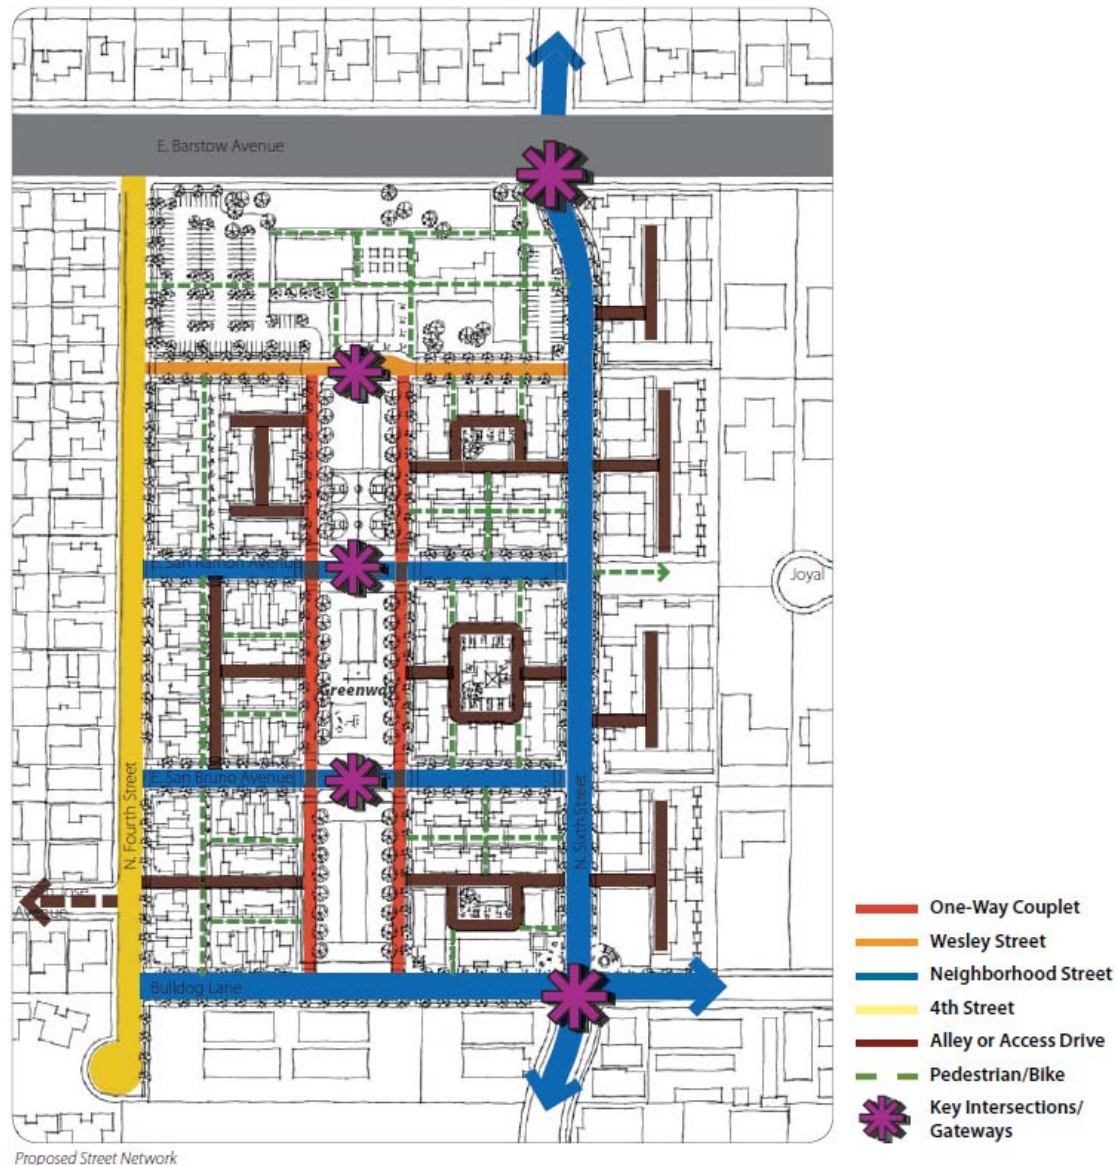 E. Barstow Avenue
E. San Ramon Avenue
Joyal
Greenway
E. San Bruno Avenue
N. Fourth Street
N. Sixth Street
Avenue
Bulldog Lane
One-Way Couplet
Wesley Street
Neighborhood Street
4th Street
Alley or Access Drive
Pedestrian/Bike
Key Intersections/
Gateways
Proposed Street Network